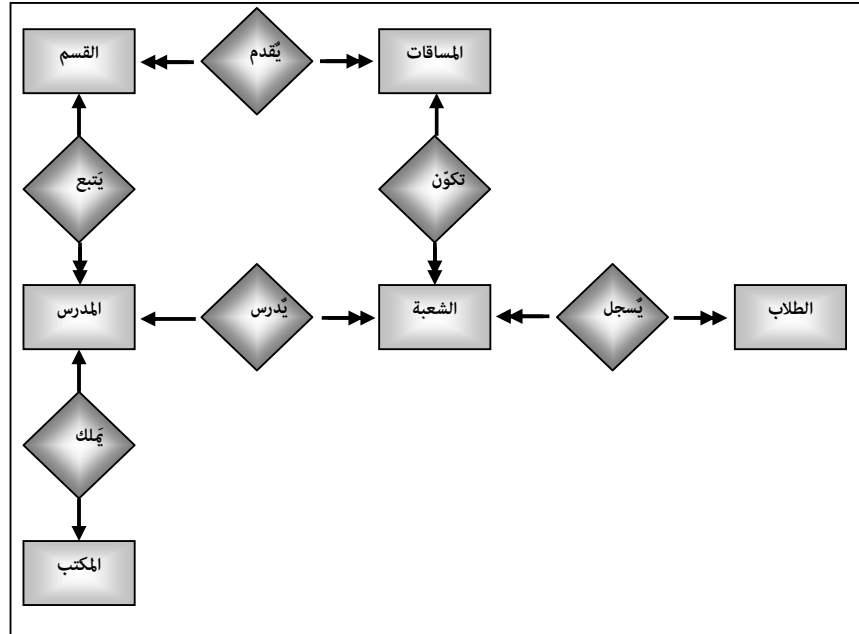 القسم
يُقدم
المساقات
يَتبع
تكوّن
المدرس
يُدرس
الشعبة
يُسجل
الطلاب
يَملك
المكتب